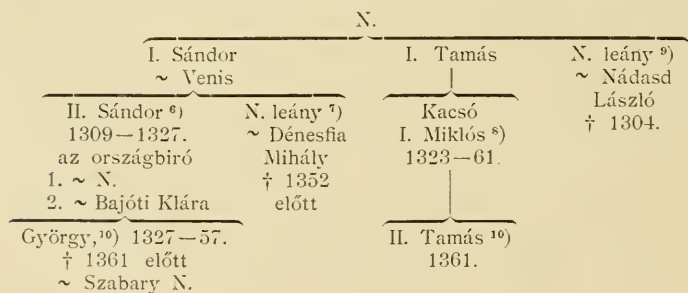 N.
I. Sándor
~ Venis
I. Tamás
N. leány ⁹)
~ Nádasd
László
† 1304.
II. Sándor ⁶)
1309—1327.
az országbiró
1. ~ N.
2. ~ Bajóti Klára
N. leány ⁷)
~ Dénesfia
Mihály
† 1352
előtt
Kacsó
I. Miklós ⁸)
1323—61.
György,¹⁰) 1327—57.
† 1361 előtt
~ Szabary N.
II. Tamás ¹⁰)
1361.